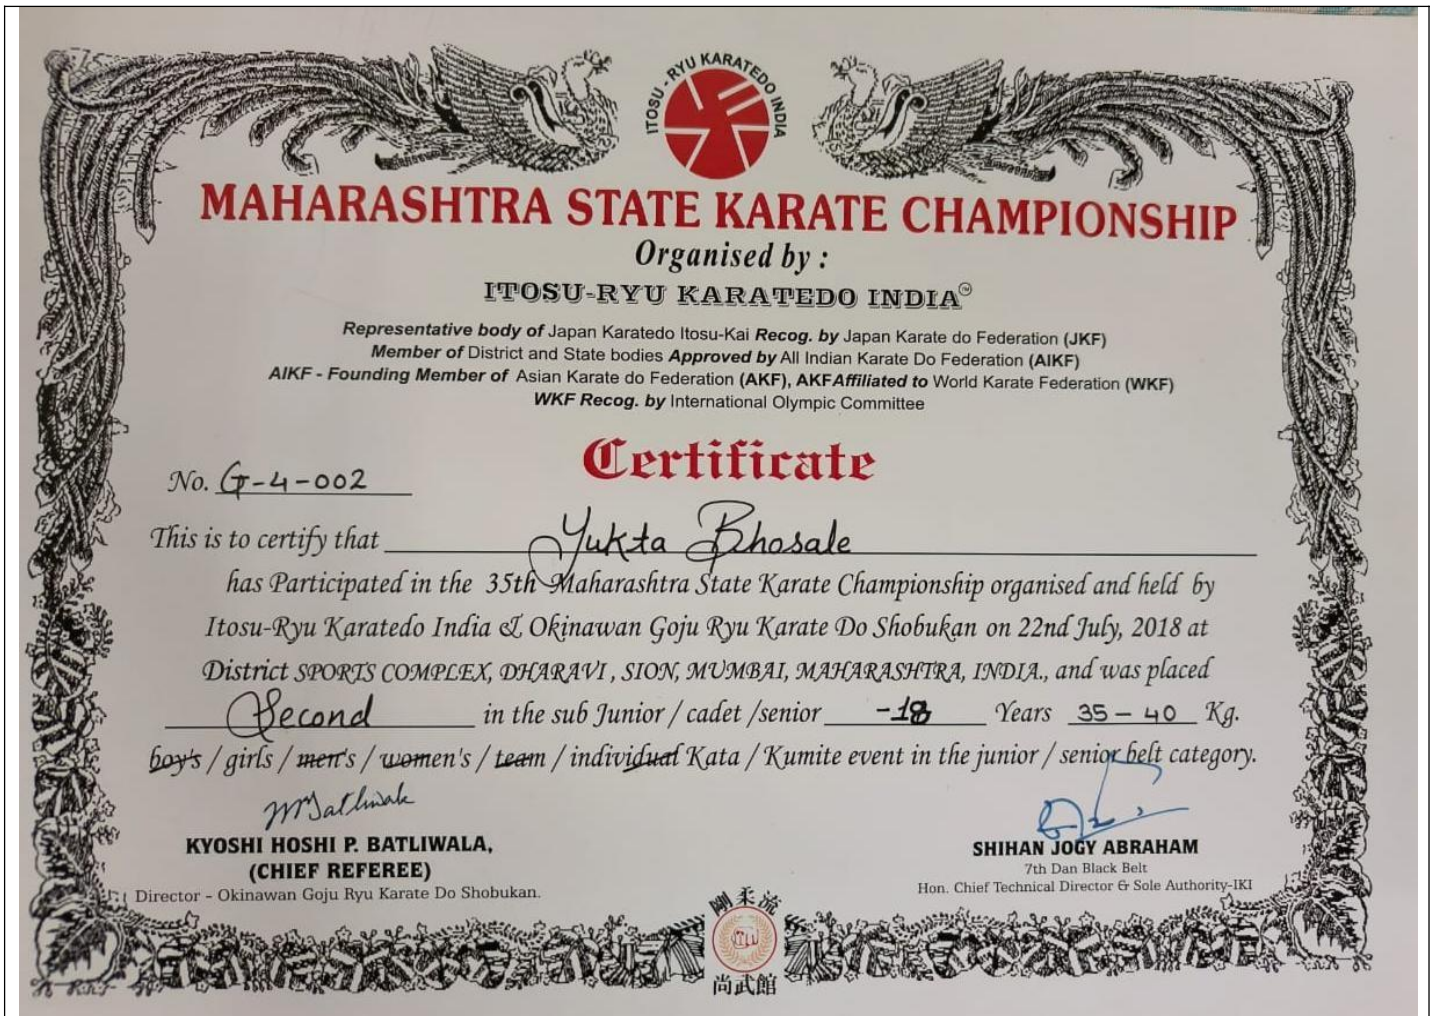 ITOSU - RYU KARATEDO INDIA
MAHARASHTRA STATE KARATE CHAMPIONSHIP
Organised by :
ITOSU-RYU KARATEDO INDIA™
Representative body of Japan Karatedo Itosu-Kai Recog. by Japan Karate do Federation (JKF)
Member of District and State bodies Approved by All Indian Karate Do Federation (AIKF)
AIKF - Founding Member of Asian Karate do Federation (AKF), AKF Affiliated to World Karate Federation (WKF)
WKF Recog. by International Olympic Committee
Certificate
No. G-4-002
This is to certify that Yukta Bhosale
has Participated in the 35th Maharashtra State Karate Championship organised and held by
Itosu-Ryu Karatedo India & Okinawan Goju Ryu Karate Do Shobukan on 22nd July, 2018 at
District SPORTS COMPLEX, DHARAVI, SION, MUMBAI, MAHARASHTRA, INDIA., and was placed
Second in the sub Junior / cadet /senior -18 Years 35 - 40 Kg.
boy's / girls / men's / women's / team / individual Kata / Kumite event in the junior / senior belt category.
KYOSHI HOSHI P. BATLIWALA,
(CHIEF REFEREE)
Director - Okinawan Goju Ryu Karate Do Shobukan.
SHIHAN JOGY ABRAHAM
7th Dan Black Belt
Hon. Chief Technical Director & Sole Authority-IKI
剛柔流
尚武館